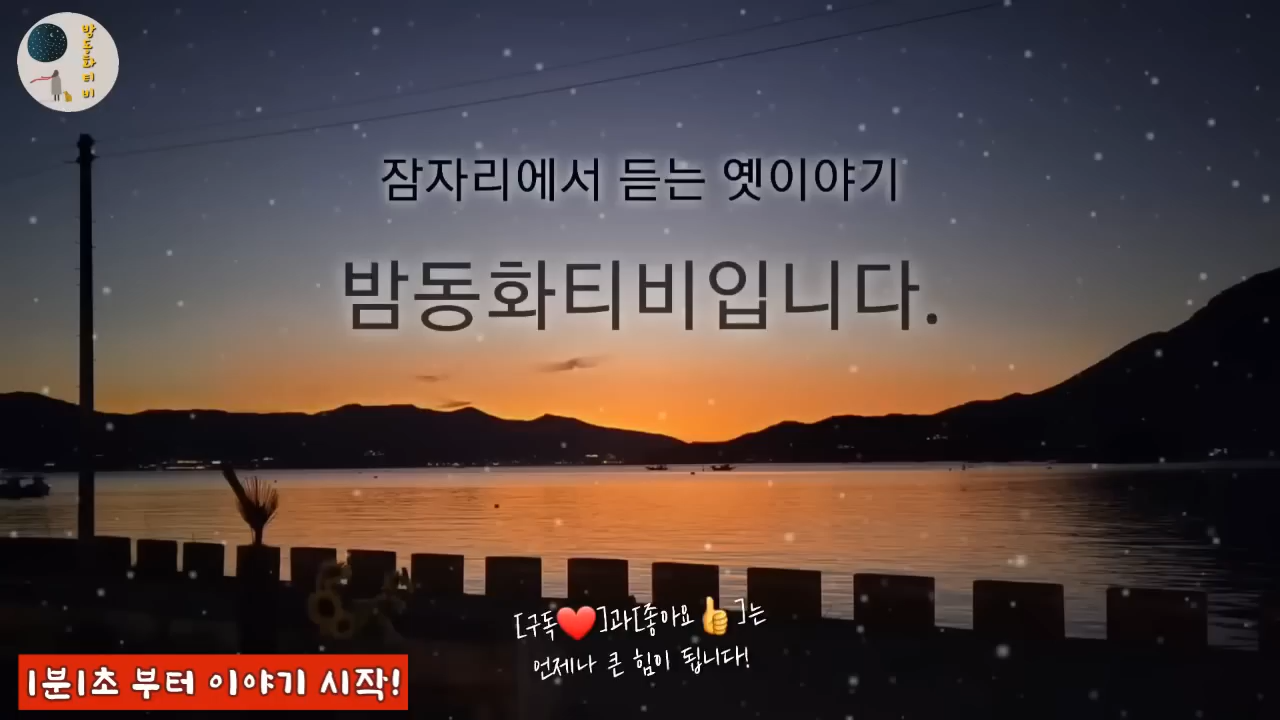 밤동화티비
잠자리에서 듣는 옛이야기
밤동화티비입니다.
[구독❤️]과[좋아요👍]는
언제나 큰 힘이 됩니다!
1분1초 부터 이야기 시작!